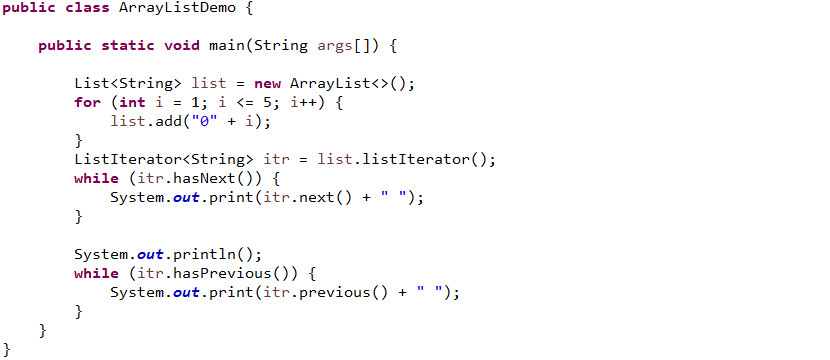 public class ArrayListDemo {
public static void main(String args[]) {
List<String> list = new ArrayList<>();
for (int i = 1; i <= 5; i++) {
list.add("0" + i);
}
ListIterator<String> itr = list.listIterator();
while (itr.hasNext()) {
System.out.print(itr.next() + " ");
}
System.out.println();
while (itr.hasPrevious()) {
System.out.print(itr.previous() + " ");
}
}
}